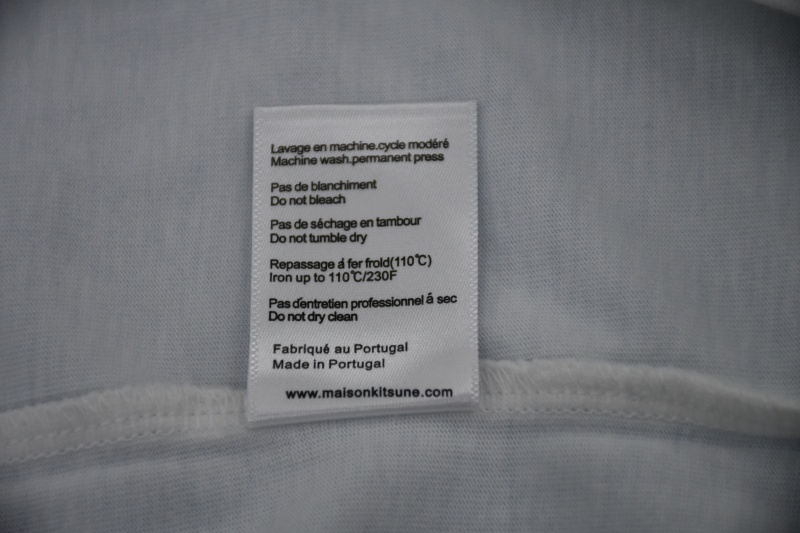 Lavage en machine.cycle modéré
Machine wash.permanent press
Pas de blanchiment
Do not bleach
Pas de séchage en tambour
Do not tumble dry
Repassage á fer frold(110℃)
Iron up to 110℃/230F
Pas d'entretien professionnel á sec
Do not dry clean
Fabriqué au Portugal
Made in Portugal
www.maisonkitsune.com